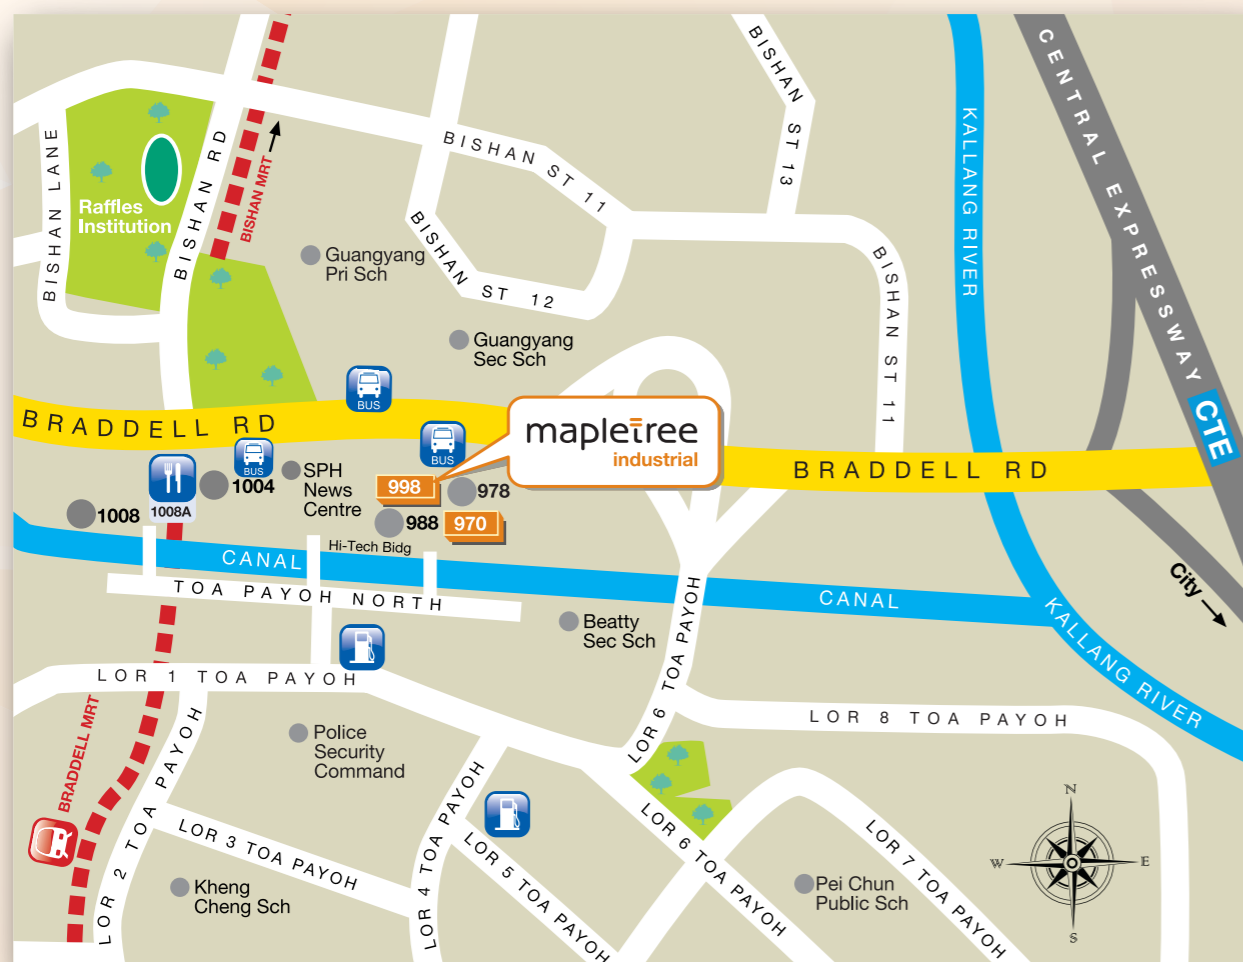 CENTRAL EXPRESSWAY
CTE
BISHAN ST 13
KALLANG RIVER
BISHAN LANE
BISHAN RD
BISHAN MRT
BISHAN ST 11
Raffles
Institution
BISHAN ST 12
Guangyang
Pri Sch
BISHAN ST 11
Guangyang
Sec Sch
BUS
BRADDELL RD
mapletree
industrial
BUS
BUS
BRADDELL RD
SPH
News
Centre
1004
998
978
1008A
1008
988
970
Hi-Tech Bidg
CANAL
CANAL
City
TOA PAYOH NORTH
Beatty
Sec Sch
KALLANG RIVER
LOR 6 TOA PAYOH
LOR 1 TOA PAYOH
LOR 8 TOA PAYOH
BRADDELL MRT
Police
Security
Command
LOR 2 TOA PAYOH
LOR 3 TOA PAYOH
LOR 4 TOA PAYOH
LOR 5 TOA PAYOH
LOR 6 TOA PAYOH
LOR 7 TOA PAYOH
Kheng
Cheng Sch
Pei Chun
Public Sch
N
W
E
S